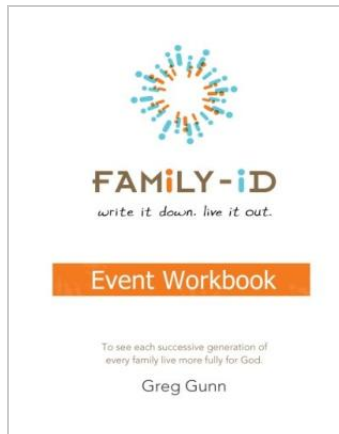 FAMiLY-iD
write it down. live it out.
Event Workbook
To see each successive generation of
every family live more fully for God.
Greg Gunn